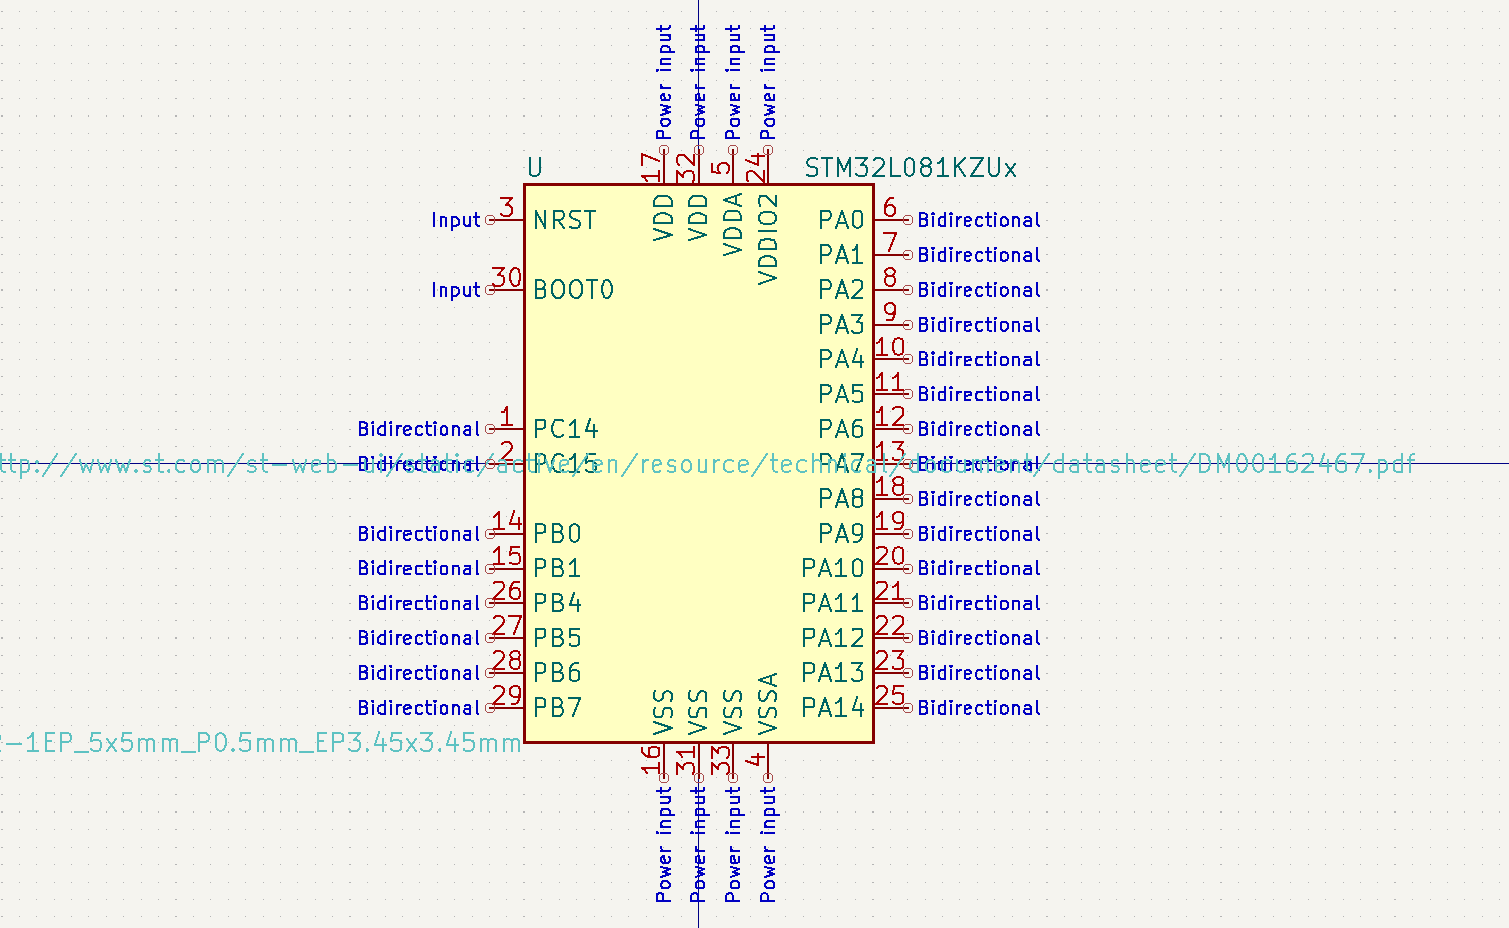 Power input Power input Power input Power input
17 32 5 24
U STM32L081KZUx
VDD VDD VDDA VDDIO2
Input 3 NRST PA0 6 Bidirectional
PA1 7 Bidirectional
Input 30 BOOT0 PA2 8 Bidirectional
PA3 9 Bidirectional
PA4 10 Bidirectional
PA5 11 Bidirectional
Bidirectional 1 PC14 PA6 12 Bidirectional
Bidirectional 2 PC15 PA7 13 Bidirectional
ttp://www.st.com/st-web-ui/static/active/en/resource/technical/document/datasheet/DM00162467.pdf
PA8 18 Bidirectional
Bidirectional 14 PB0 PA9 19 Bidirectional
Bidirectional 15 PB1 PA10 20 Bidirectional
Bidirectional 26 PB4 PA11 21 Bidirectional
Bidirectional 27 PB5 PA12 22 Bidirectional
Bidirectional 28 PB6 PA13 23 Bidirectional
Bidirectional 29 PB7 PA14 25 Bidirectional
VSS VSS VSS VSSA
-1EP_5x5mm_P0.5mm_EP3.45x3.45mm
16 31 33 4
Power input Power input Power input Power input